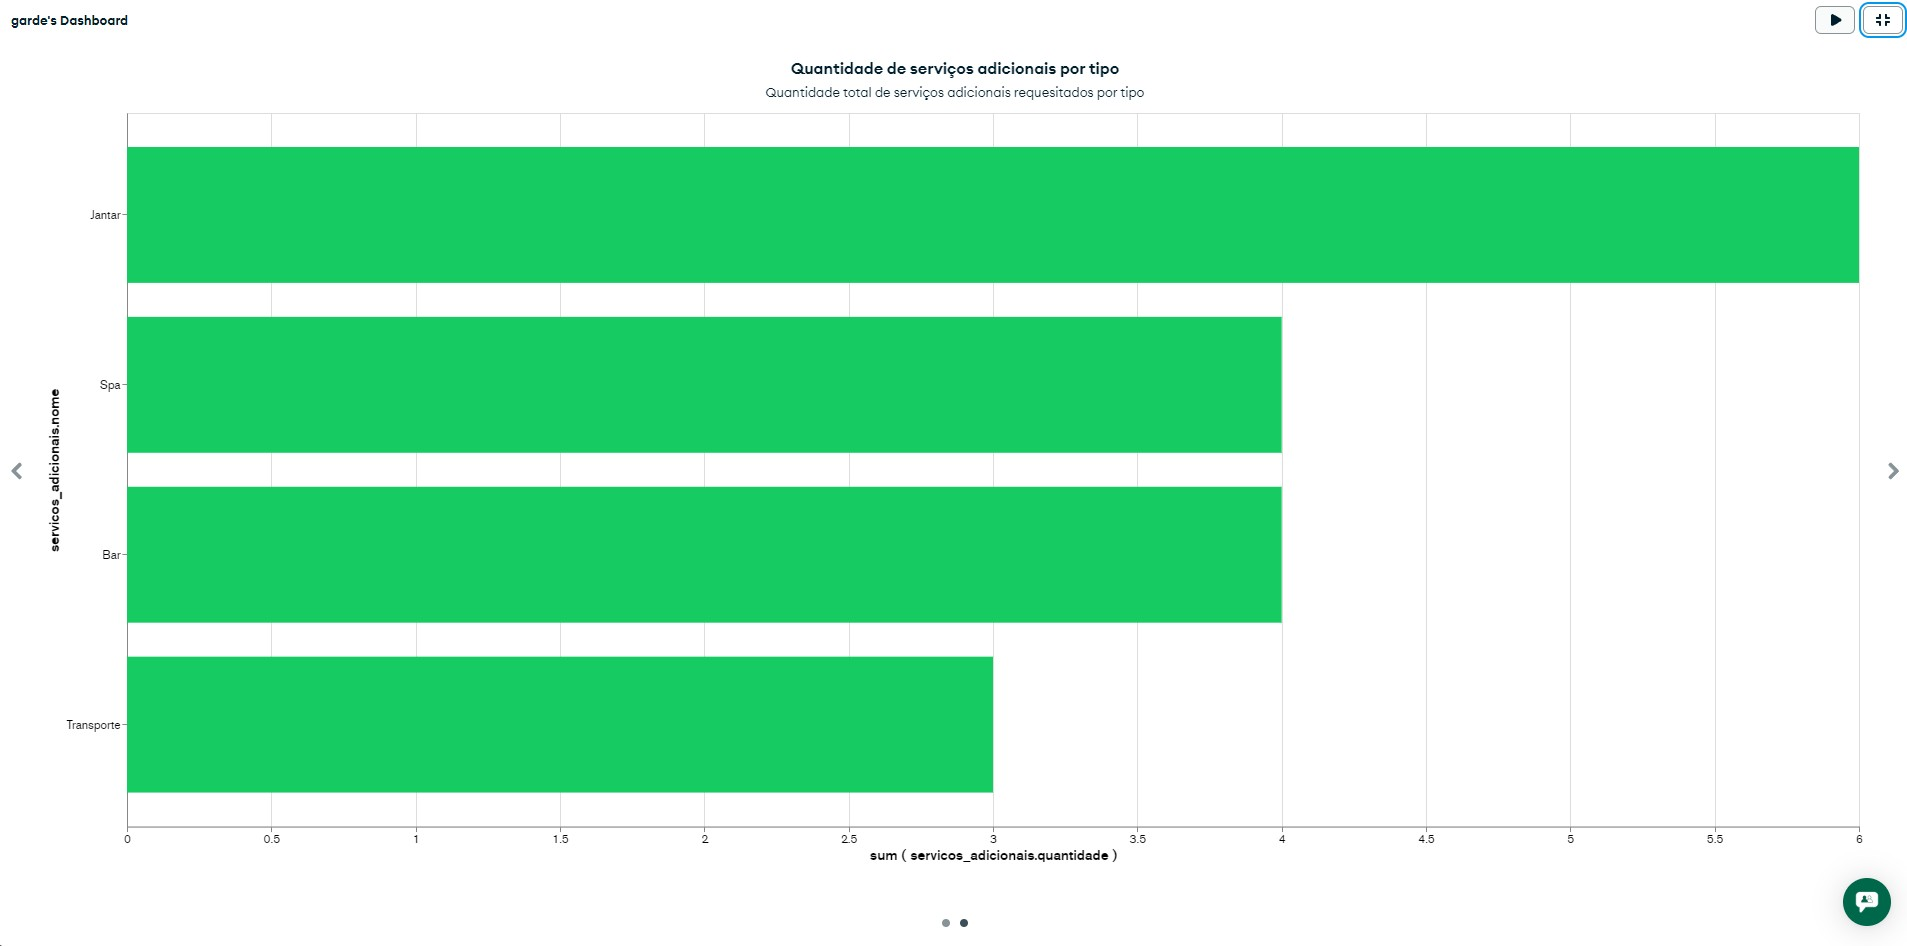 garde's Dashboard
Quantidade de serviços adicionais por tipo
Quantidade total de serviços adicionais requesitados por tipo
servicos_adicionais.nome
Jantar
Spa
Bar
Transporte
0 0.5 1 1.5 2 2.5 3 3.5 4 4.5 5 5.5 6
sum ( servicos_adicionais.quantidade )